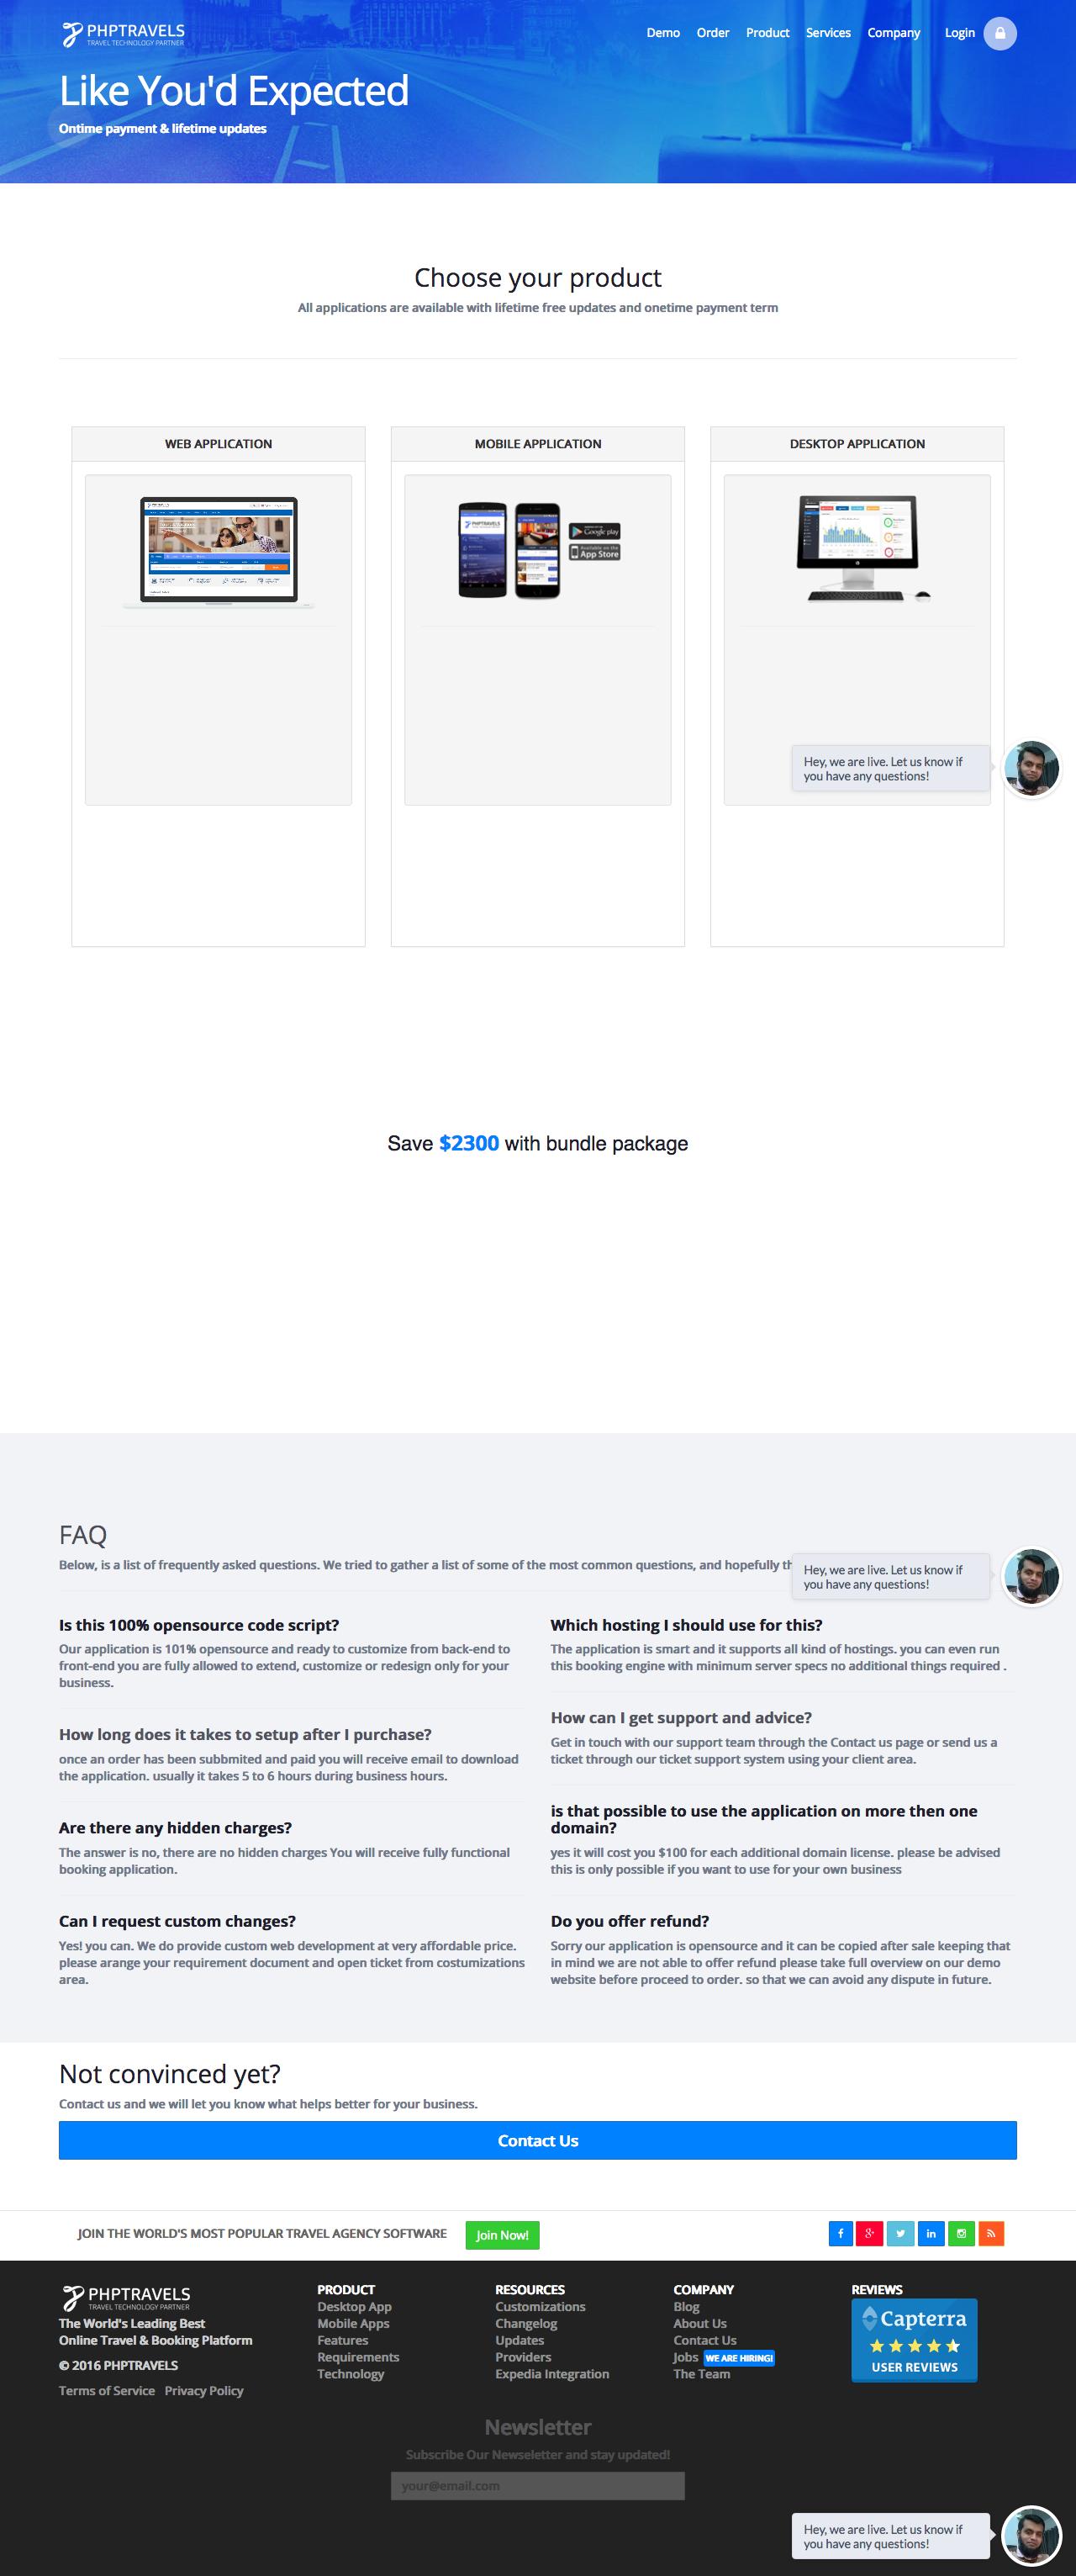 PHPTRAVELS
TRAVEL TECHNOLOGY PARTNER
Demo Order Product Services Company Login
Like You'd Expected
Ontime payment & lifetime updates
Choose your product
All applications are available with lifetime free updates and onetime payment term
WEB APPLICATION
MOBILE APPLICATION
DESKTOP APPLICATION
PHPTRAVELS
Google play
App Store
Hey, we are live. Let us know if
you have any questions!
Save $2300 with bundle package
FAQ
Below, is a list of frequently asked questions. We tried to gather a list of some of the most common questions, and hopefully th
Hey, we are live. Let us know if
you have any questions!
Is this 100% opensource code script?
Our application is 101% opensource and ready to customize from back-end to
front-end you are fully allowed to extend, customize or redesign only for your
business.
How long does it takes to setup after I purchase?
once an order has been subbmited and paid you will receive email to download
the application. usually it takes 5 to 6 hours during business hours.
Are there any hidden charges?
The answer is no, there are no hidden charges You will receive fully functional
booking application.
Can I request custom changes?
Yes! you can. We do provide custom web development at very affordable price.
please arange your requirement document and open ticket from costumizations
area.
Which hosting I should use for this?
The application is smart and it supports all kind of hostings. you can even run
this booking engine with minimum server specs no additional things required .
How can I get support and advice?
Get in touch with our support team through the Contact us page or send us a
ticket through our ticket support system using your client area.
is that possible to use the application on more then one
domain?
yes it will cost you $100 for each additional domain license. please be advised
this is only possible if you want to use for your own business
Do you offer refund?
Sorry our application is opensource and it can be copied after sale keeping that
in mind we are not able to offer refund please take full overview on our demo
website before proceed to order. so that we can avoid any dispute in future.
Not convinced yet?
Contact us and we will let you know what helps better for your business.
Contact Us
JOIN THE WORLD'S MOST POPULAR TRAVEL AGENCY SOFTWARE
Join Now!
PHPTRAVELS
TRAVEL TECHNOLOGY PARTNER
The World's Leading Best
Online Travel & Booking Platform
© 2016 PHPTRAVELS
Terms of Service Privacy Policy
PRODUCT
Desktop App
Mobile Apps
Features
Requirements
Technology
RESOURCES
Customizations
Changelog
Updates
Providers
Expedia Integration
COMPANY
Blog
About Us
Contact Us
Jobs WE ARE HIRING!
The Team
REVIEWS
Capterra
USER REVIEWS
Newsletter
Subscribe Our Newseletter and stay updated!
your@email.com
Hey, we are live. Let us know if
you have any questions!